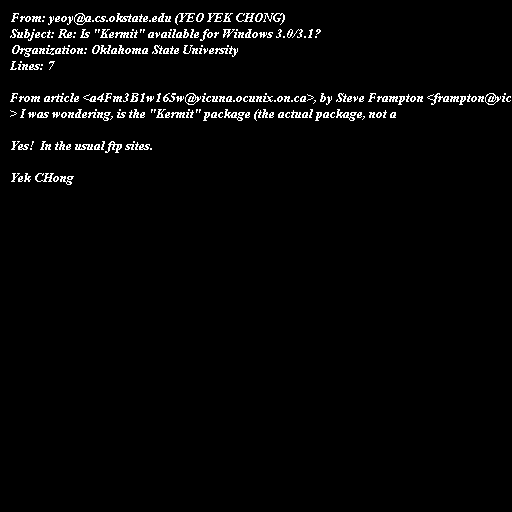 From: yeoy@a.cs.okstate.edu (YEO YEK CHONG)
Subject: Re: Is "Kermit" available for Windows 3.0/3.1?
Organization: Oklahoma State University
Lines: 7
From article <a4Fm3B1w165w@vicuna.ocunix.on.ca>, by Steve Frampton <frampton@vic
> I was wondering, is the "Kermit" package (the actual package, not a
Yes!  In the usual ftp sites.
Yek CHong